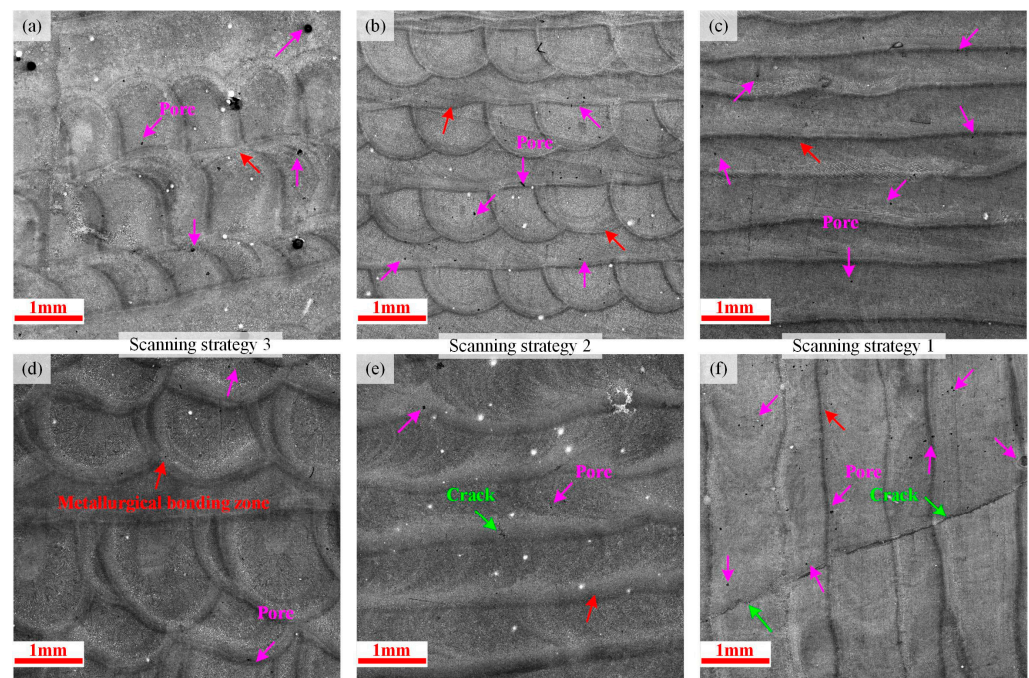 (a)
(b)
(c)
Pore
Pore
Pore
1mm
1mm
1mm
Scanning strategy 3
Scanning strategy 2
Scanning strategy 1
(d)
(e)
(f)
Pore
Pore
Crack
Crack
Metallurgical bonding zone
Pore
1mm
1mm
1mm